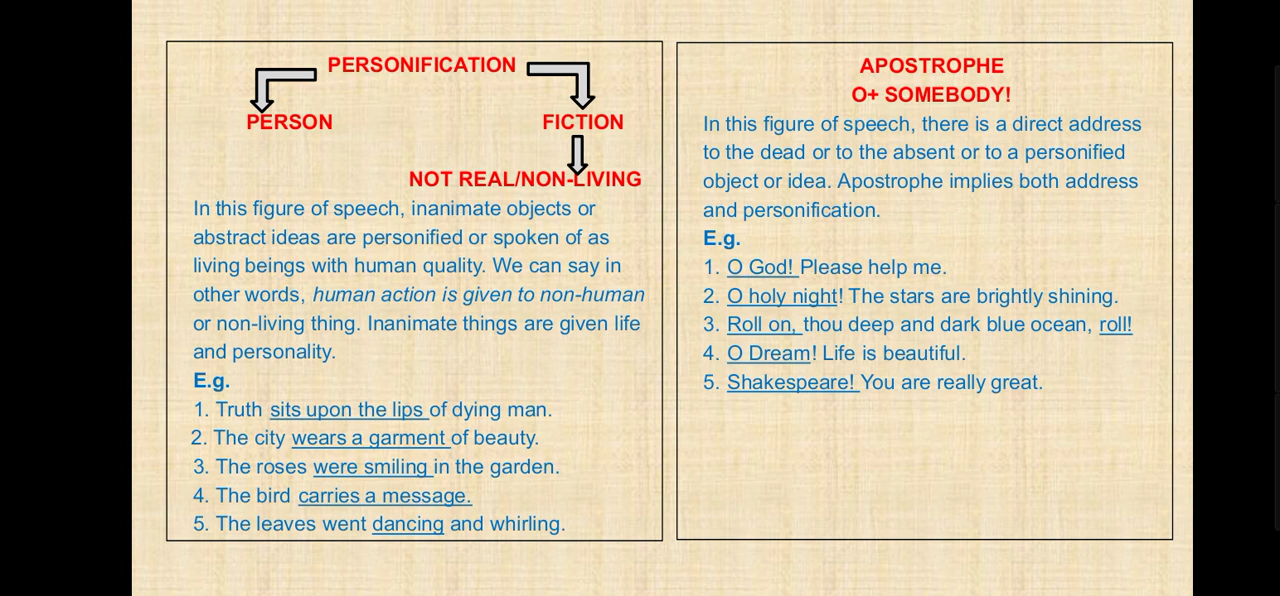 PERSONIFICATION
PERSON
FICTION
NOT REAL/NON-LIVING
In this figure of speech, inanimate objects or
abstract ideas are personified or spoken of as
living beings with human quality. We can say in
other words, human action is given to non-human
or non-living thing. Inanimate things are given life
and personality.
E.g.
1. Truth sits upon the lips of dying man.
2. The city wears a garment of beauty.
3. The roses were smiling in the garden.
4. The bird carries a message.
5. The leaves went dancing and whirling.
APOSTROPHE
O+ SOMEBODY!
In this figure of speech, there is a direct address
to the dead or to the absent or to a personified
object or idea. Apostrophe implies both address
and personification.
E.g.
1. O God! Please help me.
2. O holy night! The stars are brightly shining.
3. Roll on, thou deep and dark blue ocean, roll!
4. O Dream! Life is beautiful.
5. Shakespeare! You are really great.